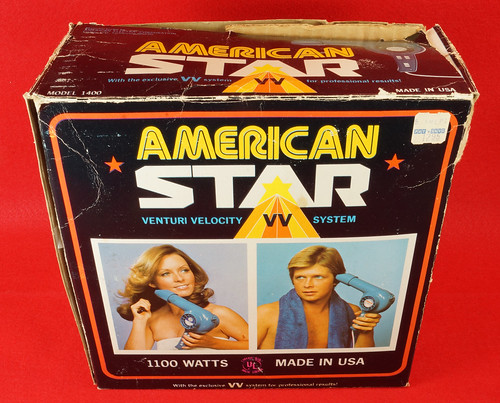 AMERICAN
STAR
With the exclusive VV system for professional results!
MODEL 1400
MADE IN USA
AMERICAN
STAR
VENTURI VELOCITY VV SYSTEM
1100 WATTS
UL
MADE IN USA
With the exclusive VV system for professional results!